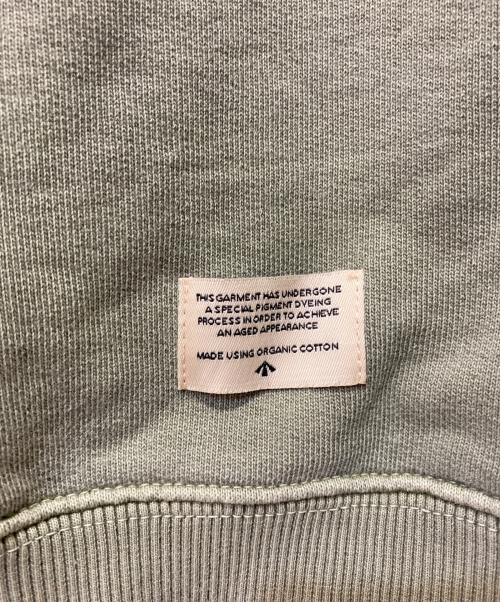 THIS GARMENT HAS UNDERGONE
A SPECIAL PIGMENT DYEING
PROCESS IN ORDER TO ACHIEVE
AN AGED APPEARANCE
MADE USING ORGANIC COTTON